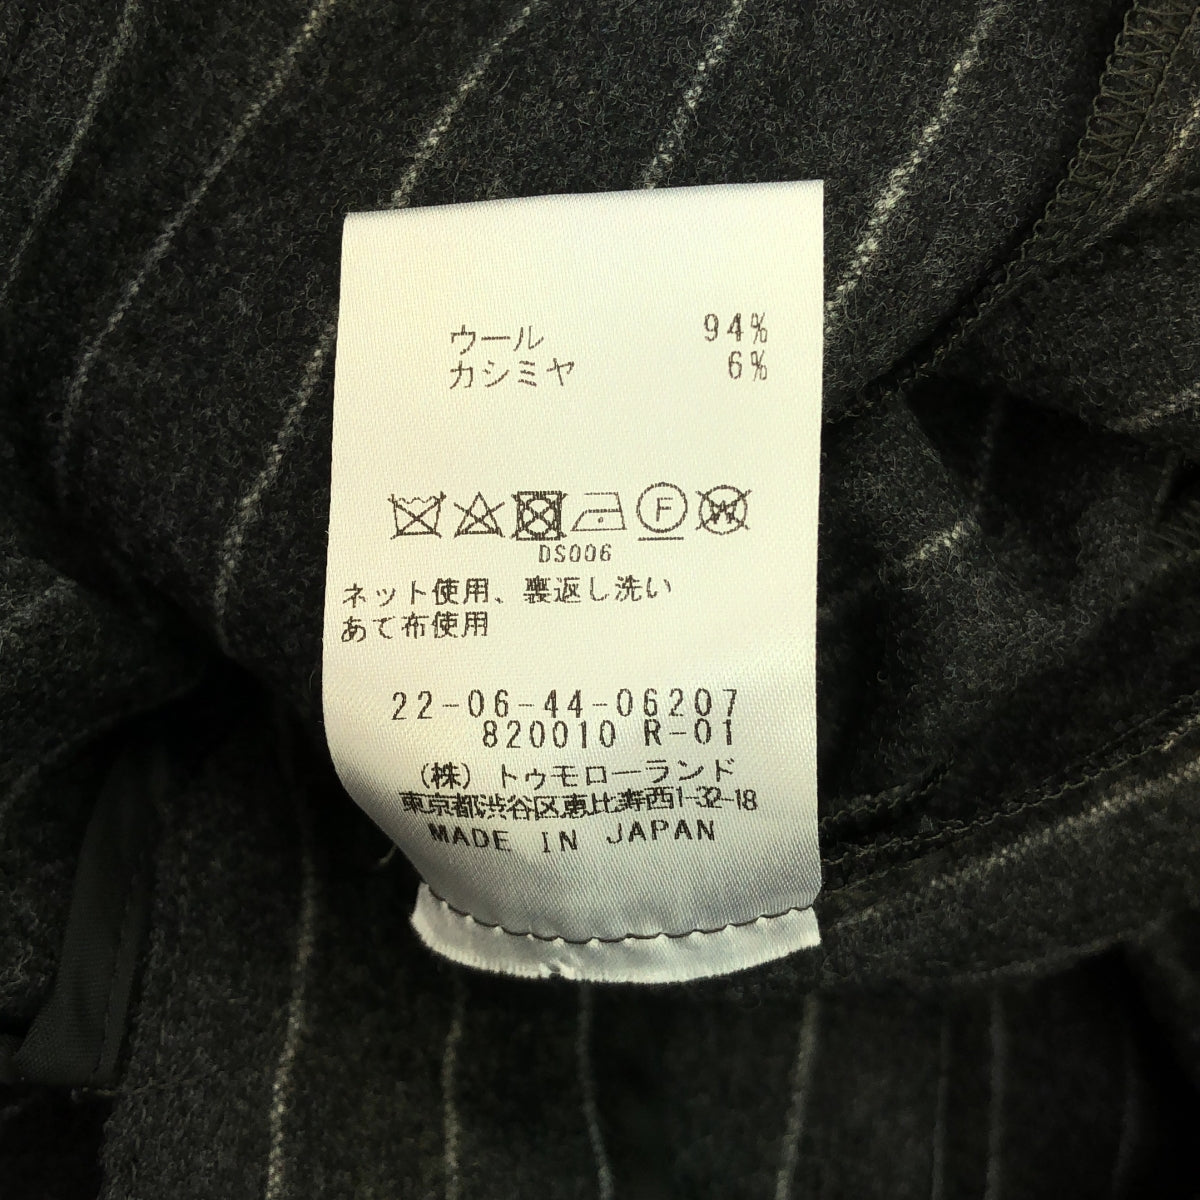 ウール 94%
カシミヤ 6%
F W
DS006
ネット使用、裏返し洗い
あて布使用
22-06-44-06207
820010 R-01
(株) トゥモローランド
東京都渋谷区恵比寿西1-32-18
MADE IN JAPAN